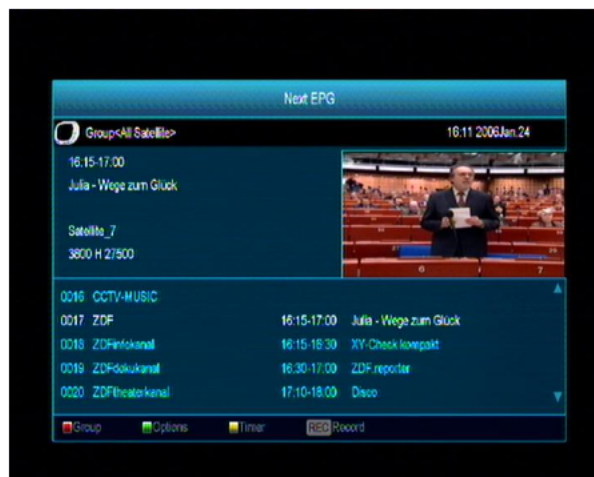 Next EPG
Group<All Satellite>
16:11 2006Jan.24
16:15-17:00
Julia - Wege zum Glück
Satellite_7
3800 H 27500
0016 CCTV-MUSIC
0017 ZDF 16:15-17:00 Julia - Wege zum Glück
0018 ZDFinfokanal 16:15-16:30 XY-Check kompakt
0019 ZDFdokukanal 16:30-17:00 ZDF.reporter
0020 ZDFtheaterkanal 17:10-18:00 Disco
Group Options Timer REC Record